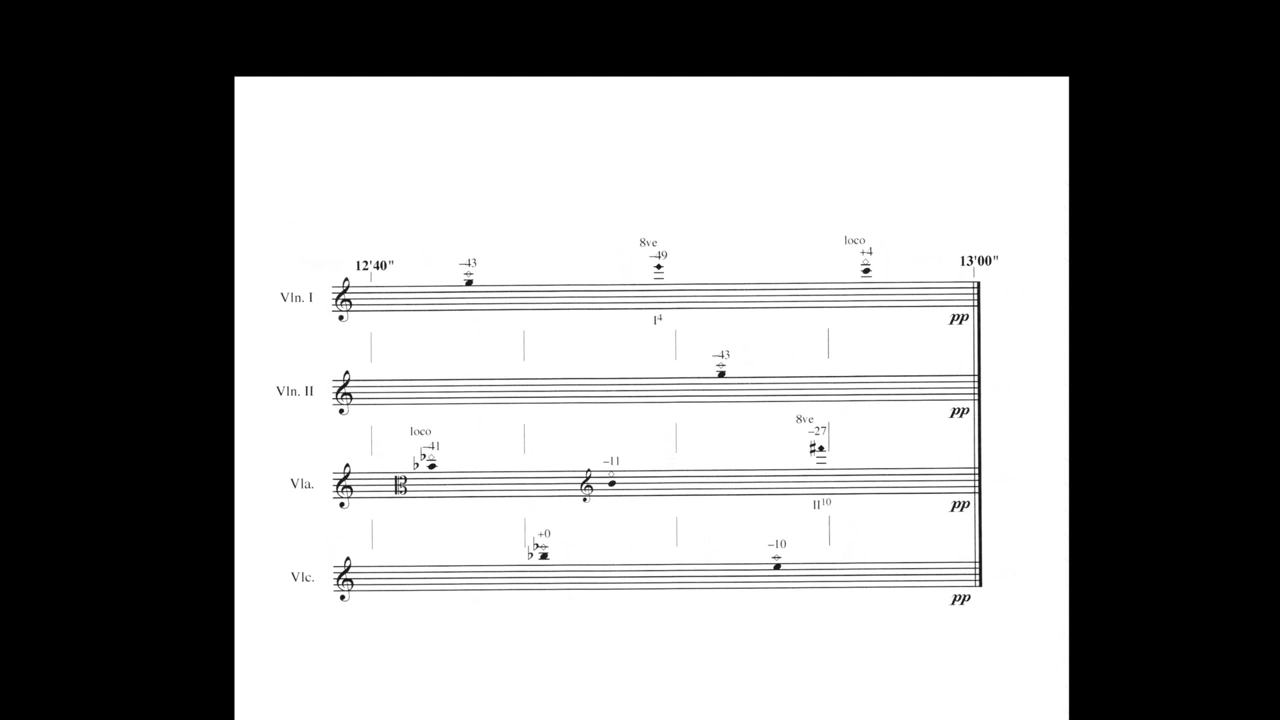 8ve
loco
-43
-49
+4
12'40"
13'00"
Vln. I
I4
pp
-43
Vln. II
pp
8ve
loco
-27
-41
-11
Vla.
II10
pp
+0
-10
Vlc.
pp